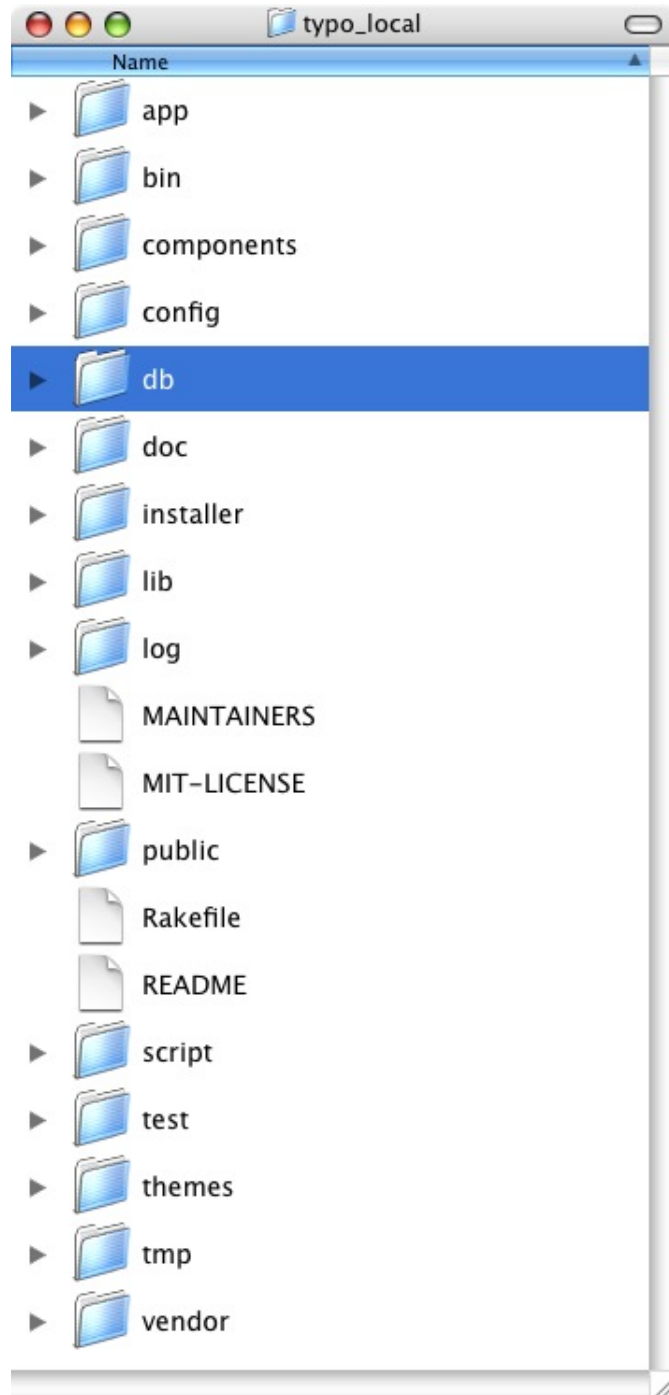 typo_local
Name
app
bin
components
config
db
doc
installer
lib
log
MAINTAINERS
MIT-LICENSE
public
Rakefile
README
script
test
themes
tmp
vendor